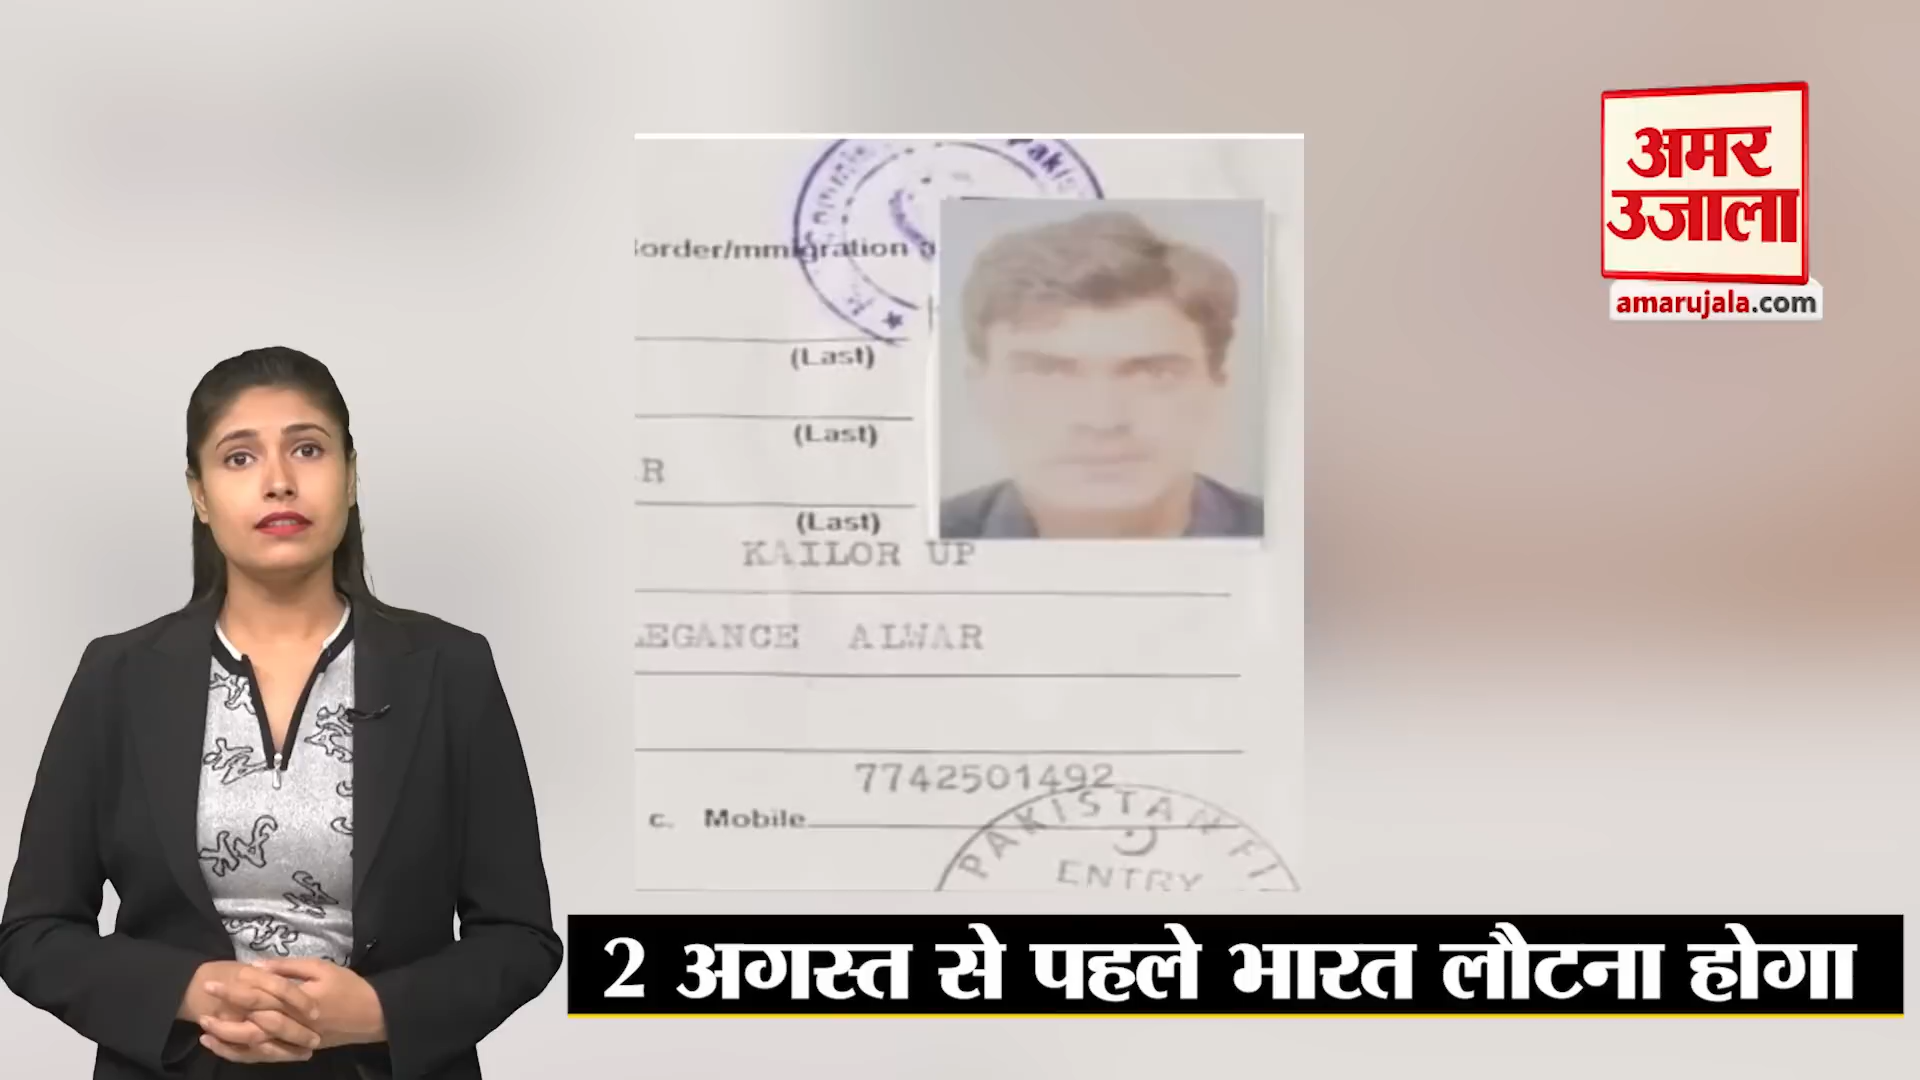 अमर
उजाला
amarujala.com
order/mmigration
(Last)
(Last)
R
(Last)
KAILOR UP
EGANCE ALWAR
7742501492
c. Mobile
PAKISTAN FI
ENTRY
2 अगस्त से पहले भारत लौटना होगा